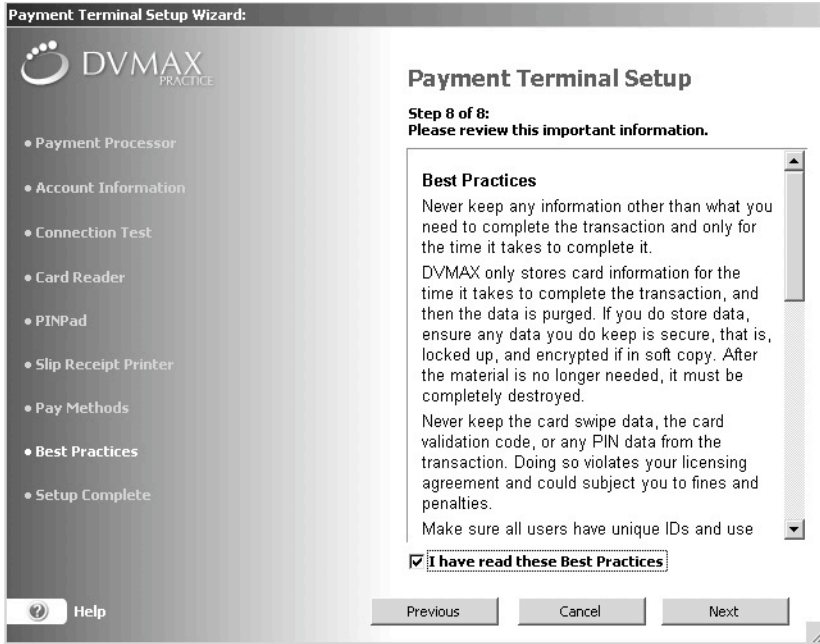 Payment Terminal Setup Wizard:
DVMAX
PRACTICE
• Payment Processor
• Account Information
• Connection Test
• Card Reader
• PINPad
• Slip Receipt Printer
• Pay Methods
• Best Practices
• Setup Complete
? Help
Payment Terminal Setup
Step 8 of 8:
Please review this important information.
Best Practices
Never keep any information other than what you
need to complete the transaction and only for
the time it takes to complete it.
DVMAX only stores card information for the
time it takes to complete the transaction, and
then the data is purged. If you do store data,
ensure any data you do keep is secure, that is,
locked up, and encrypted if in soft copy. After
the material is no longer needed, it must be
completely destroyed.
Never keep the card swipe data, the card
validation code, or any PIN data from the
transaction. Doing so violates your licensing
agreement and could subject you to fines and
penalties.
Make sure all users have unique IDs and use
I have read these Best Practices
Previous
Cancel
Next